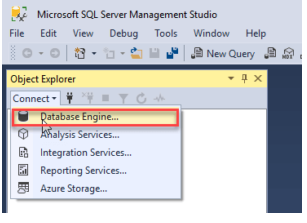 Microsoft SQL Server Management Studio
File Edit View Debug Tools Window Help
New Query
Object Explorer
Connect
Database Engine...
Analysis Services...
Integration Services...
Reporting Services...
Azure Storage...